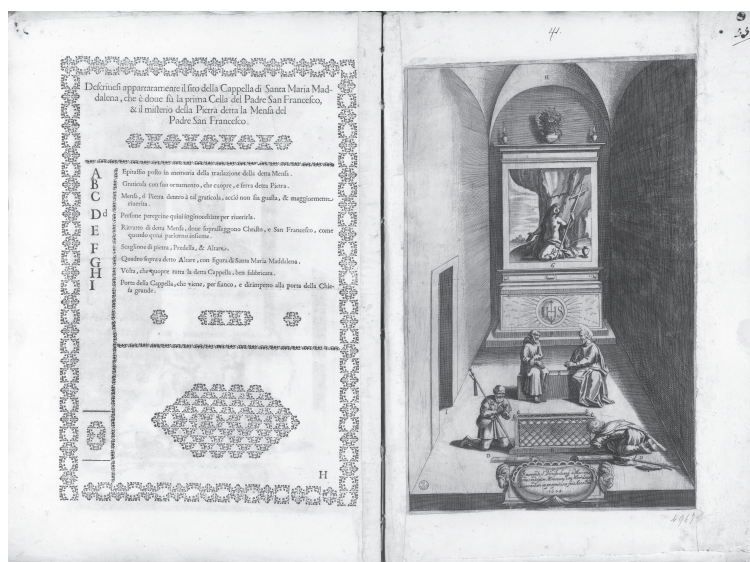 Descriuesi appartatamente il sito della Cappella di Santa Maria Mad-
dalena, che è doue fù la prima Cella del Padre San Francesco,
& il misterio della Pietra detta la Mensa del
Padre San Francesco.
A Epitaffio posto in memoria della traslazione della detta Mensa.
B Graticola con suo ornamento, che cuopre, e serra detta Pietra.
C Mensa, ò Pietra dentro à tal graticola, acciò non sia guasta, & maggiormente
riuerita.
D d Persone peregrine quiui inginocchiate per riuerirla.
E Ritratto di detta Mensa, doue soprasseggono Christo, e San Francesco, come
quando quiui parlorno insieme.
F Scaglione di pietra, Predella, & Altare.
G Quadro sopra detto Altare, con figura di Santa Maria Maddalena.
H Volta, che cuopre tutta la detta Cappella, ben fabbricata.
I Porta della Cappella, che viene, per fianco, e dirimpetto alla porta della Chie-
sa grande.
H
41.
H
G
IHS
D
B